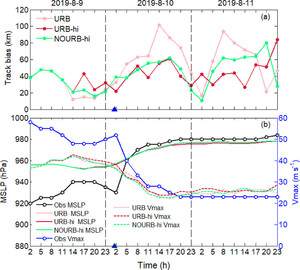 2019-8-9 2019-8-10 2019-8-11
(a)
URB
URB-hi
NOURB-hi
Track bias (km)
120
100
80
60
40
20
0
(b)
MSLP (hPa)
1000
980
960
940
920
900
880
Vmax (m s⁻¹)
60
50
40
30
20
10
0
Obs MSLP
URB MSLP
URB-hi MSLP
NOURB-hi MSLP
Obs Vmax
URB Vmax
URB-hi Vmax
NOURB-hi Vmax
2 5 8 11 14 17 20 23 2 5 8 11 14 17 20 23 2 5 8 11 14 17 20 23
Time (h)